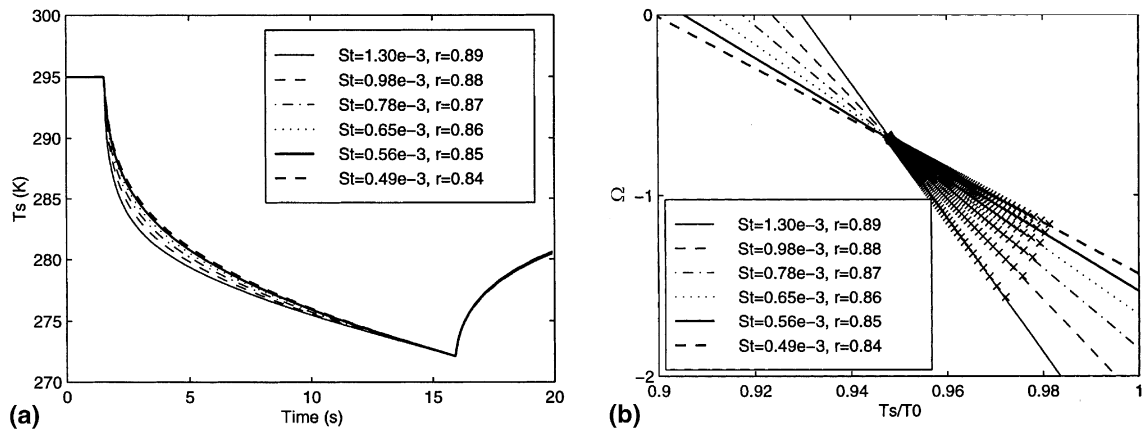 300
295
290
285
280
275
270
Ts (K)
0
5
10
15
20
Time (s)
St=1.30e−3, r=0.89
St=0.98e−3, r=0.88
St=0.78e−3, r=0.87
St=0.65e−3, r=0.86
St=0.56e−3, r=0.85
St=0.49e−3, r=0.84
(a)
0
−1
−2
Ω
0.9
0.92
0.94
0.96
0.98
1
Ts/T0
St=1.30e−3, r=0.89
St=0.98e−3, r=0.88
St=0.78e−3, r=0.87
St=0.65e−3, r=0.86
St=0.56e−3, r=0.85
St=0.49e−3, r=0.84
(b)